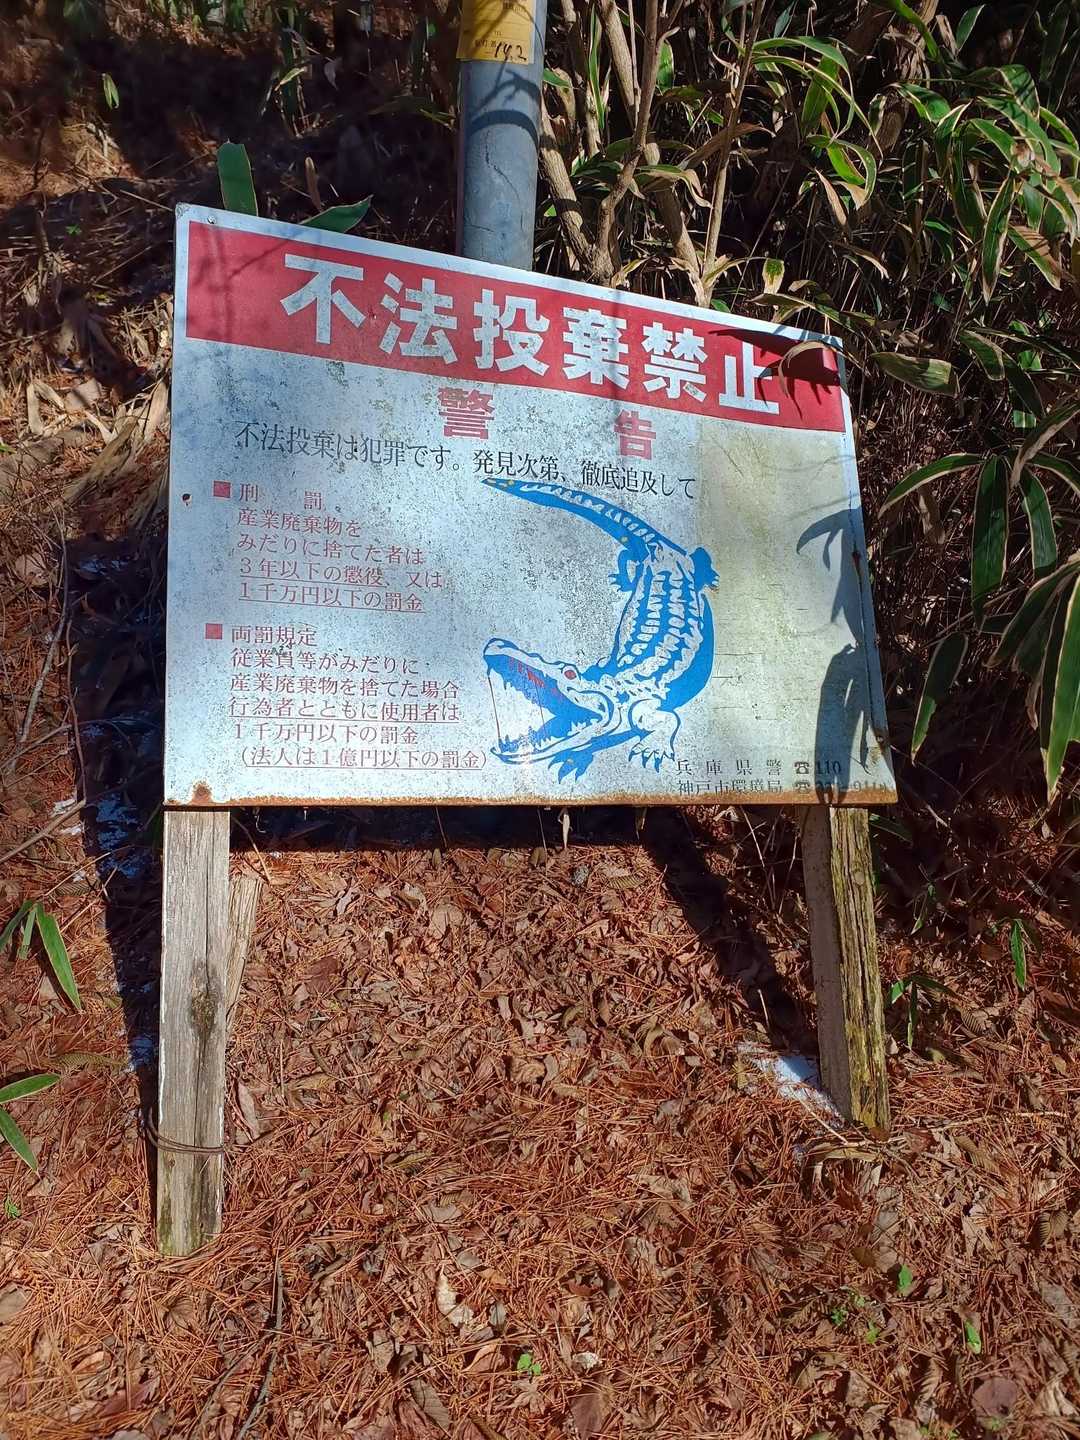 142
不法投棄禁止
警告
不法投棄は犯罪です。発見次第、徹底追及して
■刑 罰
産業廃棄物を
みだりに捨てた者は
３年以下の懲役、又は
１千万円以下の罰金
■両罰規定
従業員等がみだりに
産業廃棄物を捨てた場合
行為者とともに使用者は
１千万円以下の罰金
(法人は１億円以下の罰金)
兵庫県警 ☎110
神戸市環境局 ☎